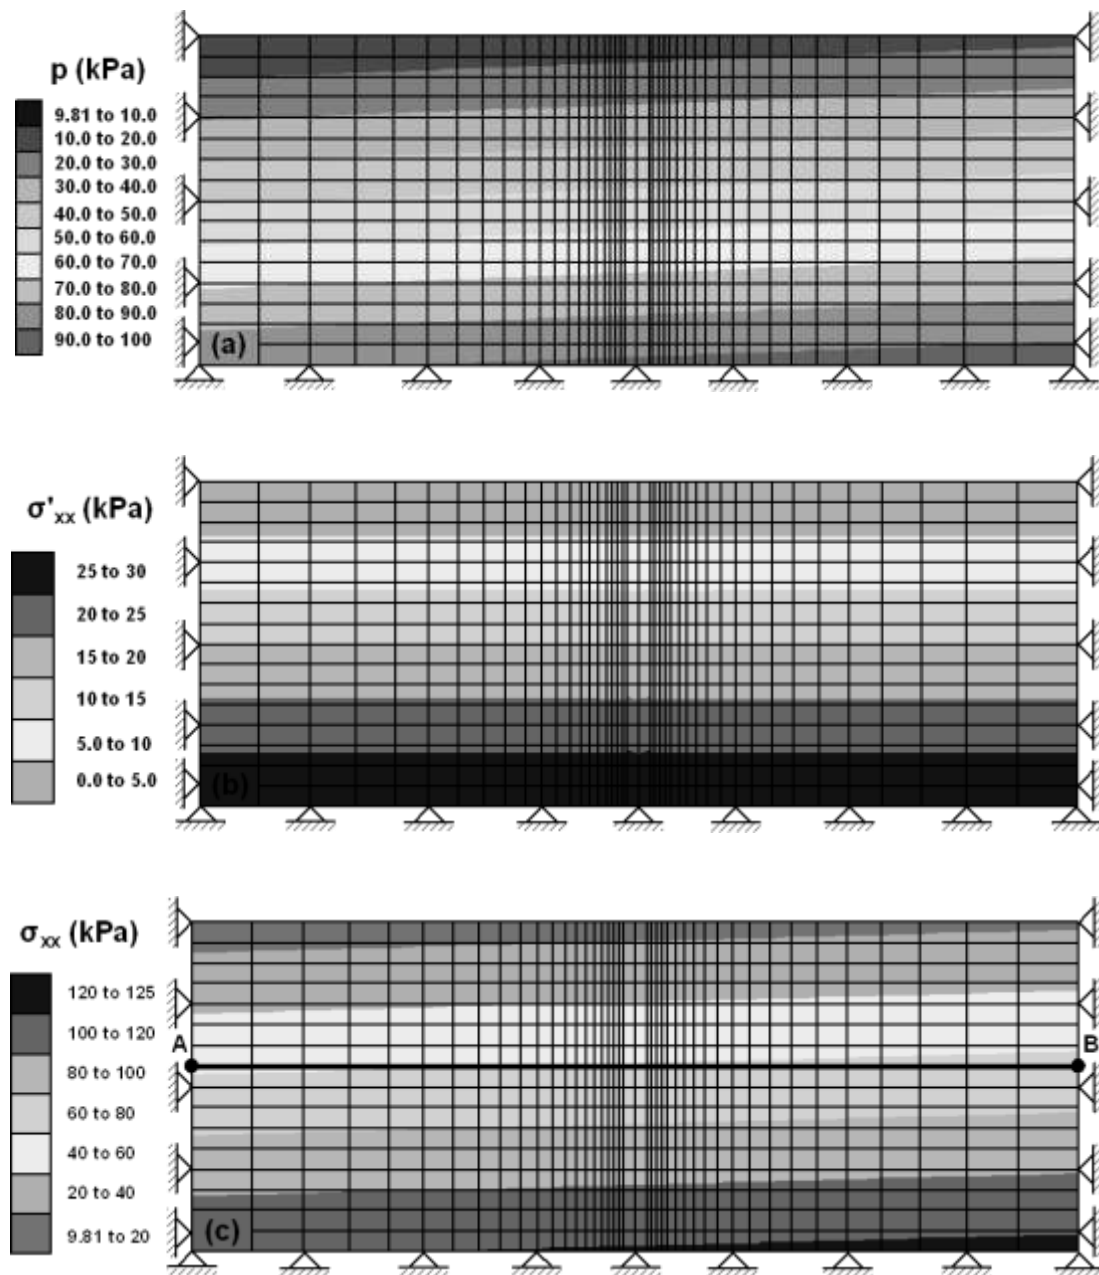 p (kPa)
9.81 to 10.0
10.0 to 20.0
20.0 to 30.0
30.0 to 40.0
40.0 to 50.0
50.0 to 60.0
60.0 to 70.0
70.0 to 80.0
80.0 to 90.0
90.0 to 100
(a)
σ'xx (kPa)
25 to 30
20 to 25
15 to 20
10 to 15
5.0 to 10
0.0 to 5.0
(b)
σxx (kPa)
120 to 125
100 to 120
80 to 100
60 to 80
40 to 60
20 to 40
9.81 to 20
A
B
(c)